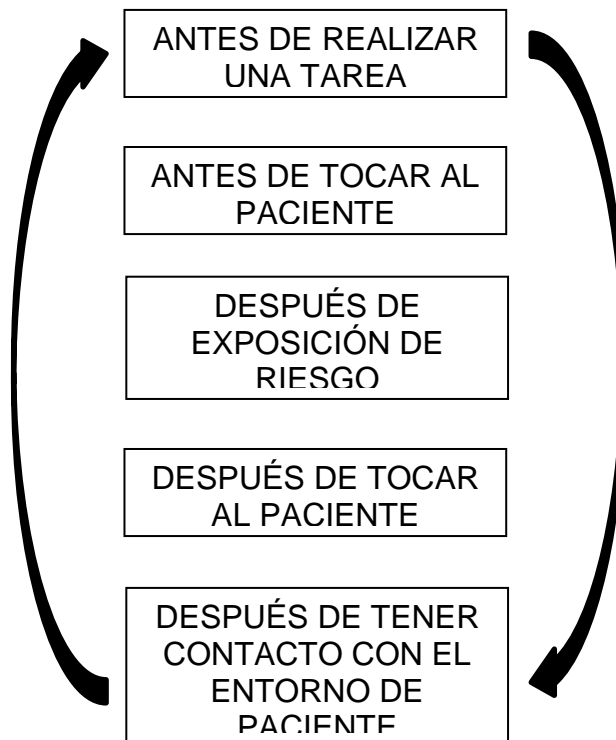 ANTES DE REALIZAR
UNA TAREA
ANTES DE TOCAR AL
PACIENTE
DESPUÉS DE
EXPOSICIÓN DE
RIESGO
DESPUÉS DE TOCAR
AL PACIENTE
DESPUÉS DE TENER
CONTACTO CON EL
ENTORNO DE
PACIENTE